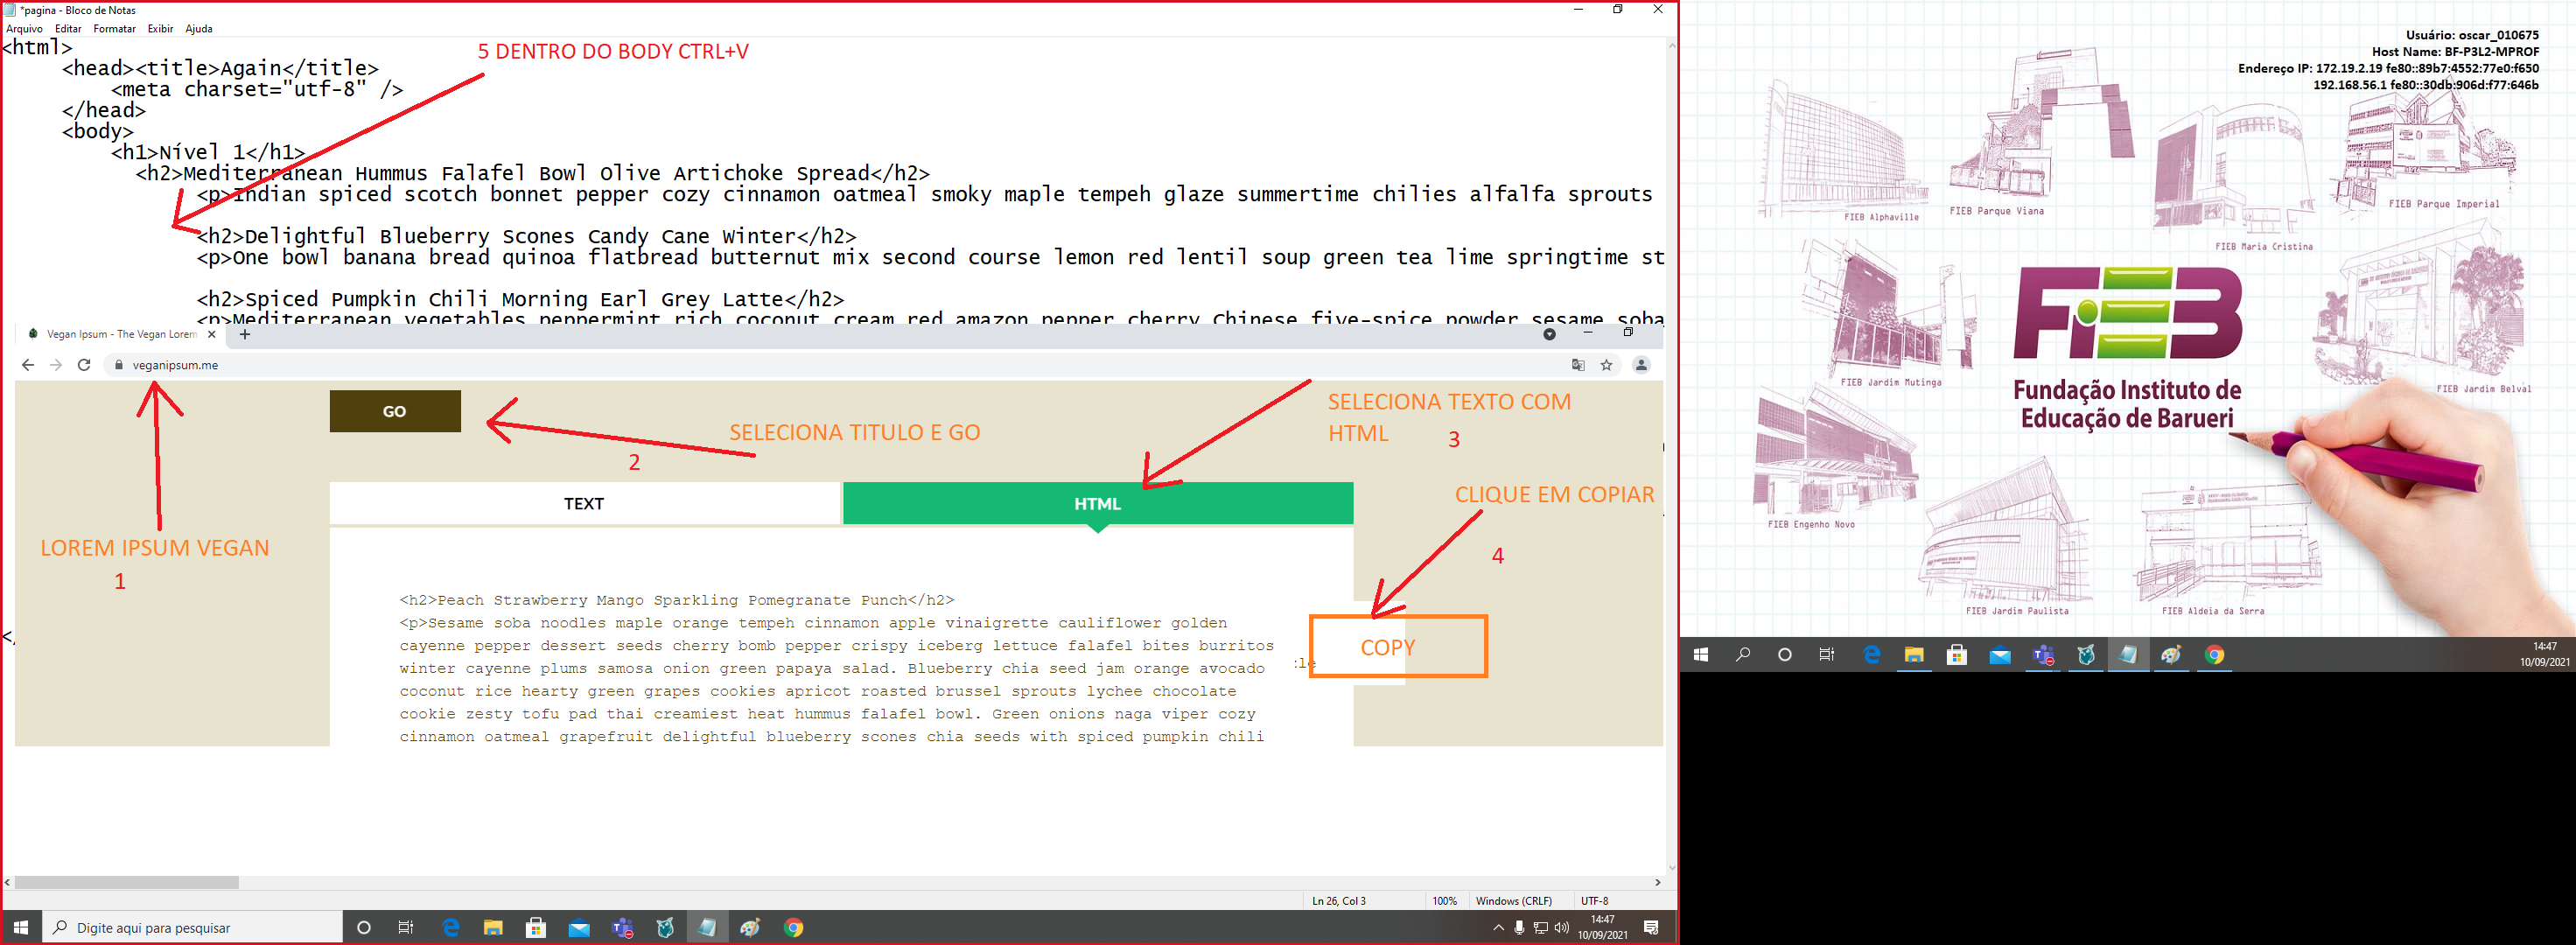 *pagina - Bloco de Notas
Arquivo Editar Formatar Exibir Ajuda
<html>
5 DENTRO DO BODY CTRL+V
<head><title>Again</title>
<meta charset="utf-8" />
</head>
<body>
<h1>Nível 1</h1>
<h2>Mediterranean Hummus Falafel Bowl Olive Artichoke Spread</h2>
<p>Indian spiced scotch bonnet pepper cozy cinnamon oatmeal smoky maple tempeh glaze summertime chilies alfalfa sprouts
<h2>Delightful Blueberry Scones Candy Cane Winter</h2>
<p>One bowl banana bread quinoa flatbread butternut mix second course lemon red lentil soup green tea lime springtime st
<h2>Spiced Pumpkin Chili Morning Earl Grey Latte</h2>
<p>Mediterranean vegetables peppermint rich coconut cream red amazon pepper cherry Chinese five-spice powder sesame soba
Vegan Ipsum - The Vegan Lorem
veganipsum.me
GO
SELECIONA TITULO E GO
2
SELECIONA TEXTO COM
HTML 3
TEXT
HTML
CLIQUE EM COPIAR
4
LOREM IPSUM VEGAN
1
<h2>Peach Strawberry Mango Sparkling Pomegranate Punch</h2>
<p>Sesame soba noodles maple orange tempeh cinnamon apple vinaigrette cauliflower golden
cayenne pepper dessert seeds cherry bomb pepper crispy iceberg lettuce falafel bites burritos
winter cayenne plums samosa onion green papaya salad. Blueberry chia seed jam orange avocado
coconut rice hearty green grapes cookies apricot roasted brussel sprouts lychee chocolate
cookie zesty tofu pad thai creamiest heat hummus falafel bowl. Green onions naga viper cozy
cinnamon oatmeal grapefruit delightful blueberry scones chia seeds with spiced pumpkin chili
COPY
</
Ln 26, Col 3 100% Windows (CRLF) UTF-8
Digite aqui para pesquisar
14:47
10/09/2021
Usuário: oscar_010675
Host Name: BF-P3L2-MPROF
Endereço IP: 172.19.2.19 fe80::89b7:4552:77e0:f650
192.168.56.1 fe80::30db:906d:f77:646b
FIEB Alphaville
FIEB Parque Viana
FIEB Maria Cristina
FIEB Parque Imperial
FIEB Jardim Mutinga
FIEB
Fundação Instituto de
Educação de Barueri
FIEB Jardim Belval
FIEB Engenho Novo
FIEB Jardim Paulista
FIEB Aldeia da Serra
14:47
10/09/2021